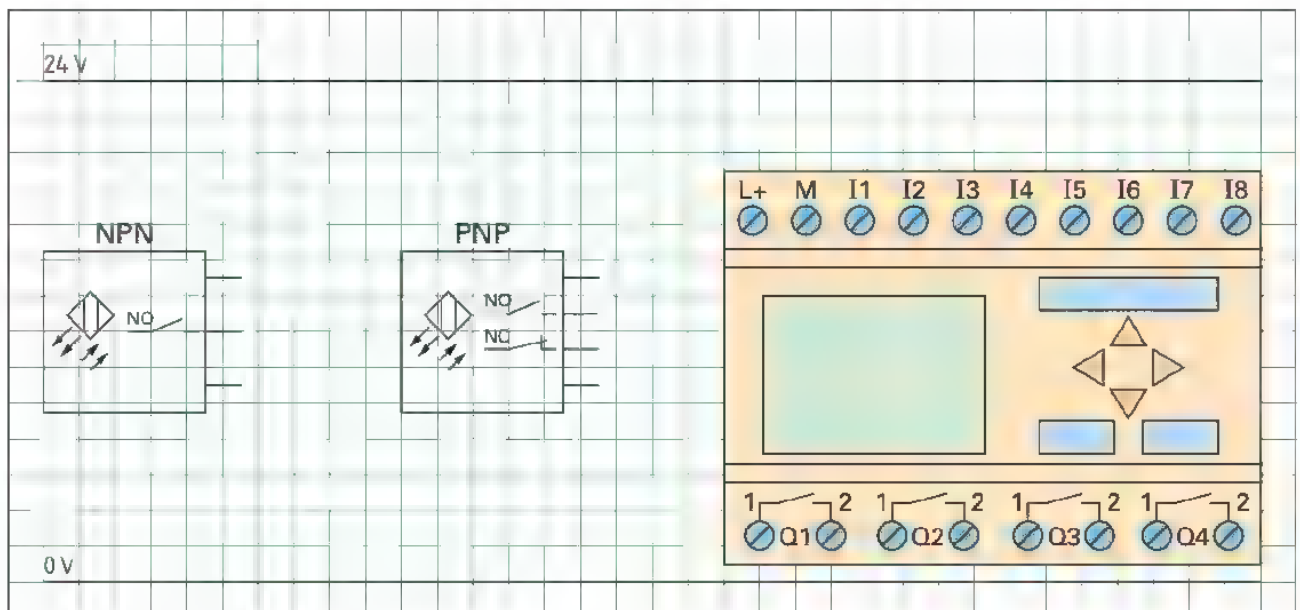 24 V
L+ M I1 I2 I3 I4 I5 I6 I7 I8
NPN PNP
NO
NO
NC
1 2 1 2 1 2 1 2
Q1 Q2 Q3 Q4
0 V